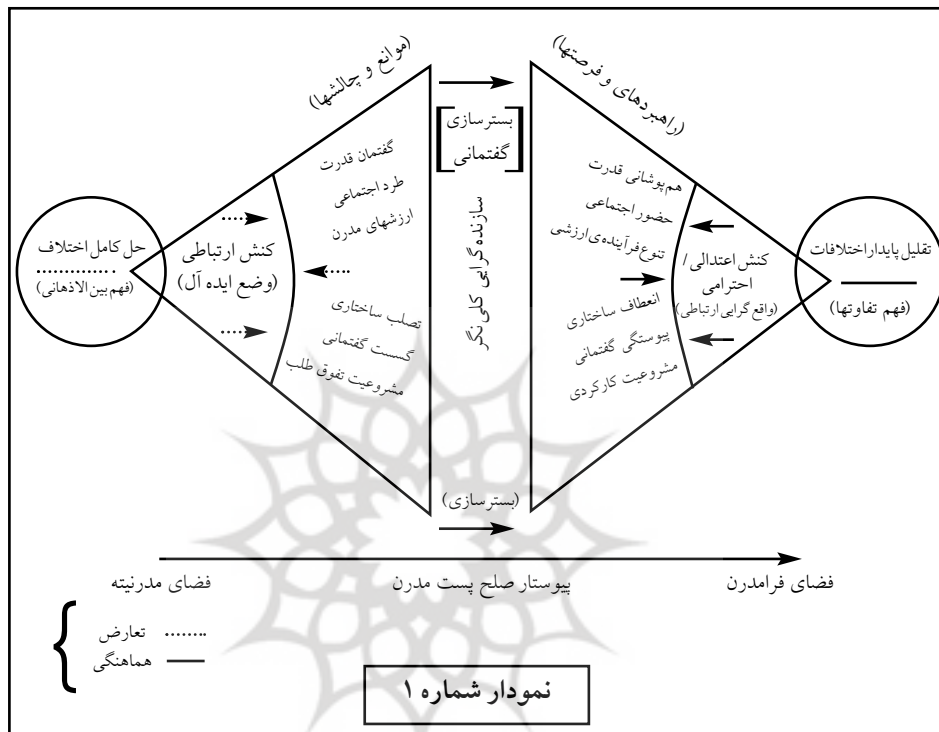 (راهبردهای و فرصتها)
(موانع و چالشها)
بسترسازی
گفتمانی
سازنده گرایی کلی نگر
تقلیل پایدار اختلافات
(فهم تفاوتها)
کنش اعتدالی /
احترامی
(واقع گرایی ارتباطی)
هم پوشانی قدرت
حضور اجتماعی
تنوع فرآینده‌ی ارزشی
انعطاف ساختاری
پیوستگی گفتمانی
مشروعیت کارکردی
گفتمان قدرت
طرد اجتماعی
ارزشهای مدرن
تصلب ساختاری
گسست گفتمانی
مشروعیت تفوق طلب
کنش ارتباطی
(وضع ایده آل)
حل کامل اختلاف
(فهم بین الاذهانی)
(بسترسازی)
فضای فرامدرن
پیوستار صلح پست مدرن
فضای مدرنیته
تعارض
هماهنگی
نمودار شماره ۱